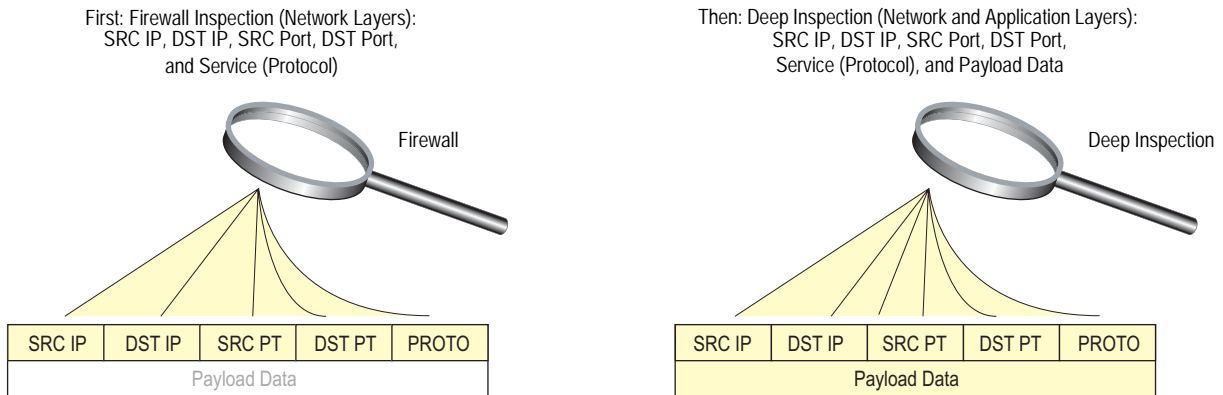 First: Firewall Inspection (Network Layers):
SRC IP, DST IP, SRC Port, DST Port,
and Service (Protocol)
Firewall
SRC IP DST IP SRC PT DST PT PROTO
Payload Data
Then: Deep Inspection (Network and Application Layers):
SRC IP, DST IP, SRC Port, DST Port,
Service (Protocol), and Payload Data
Deep Inspection
SRC IP DST IP SRC PT DST PT PROTO
Payload Data